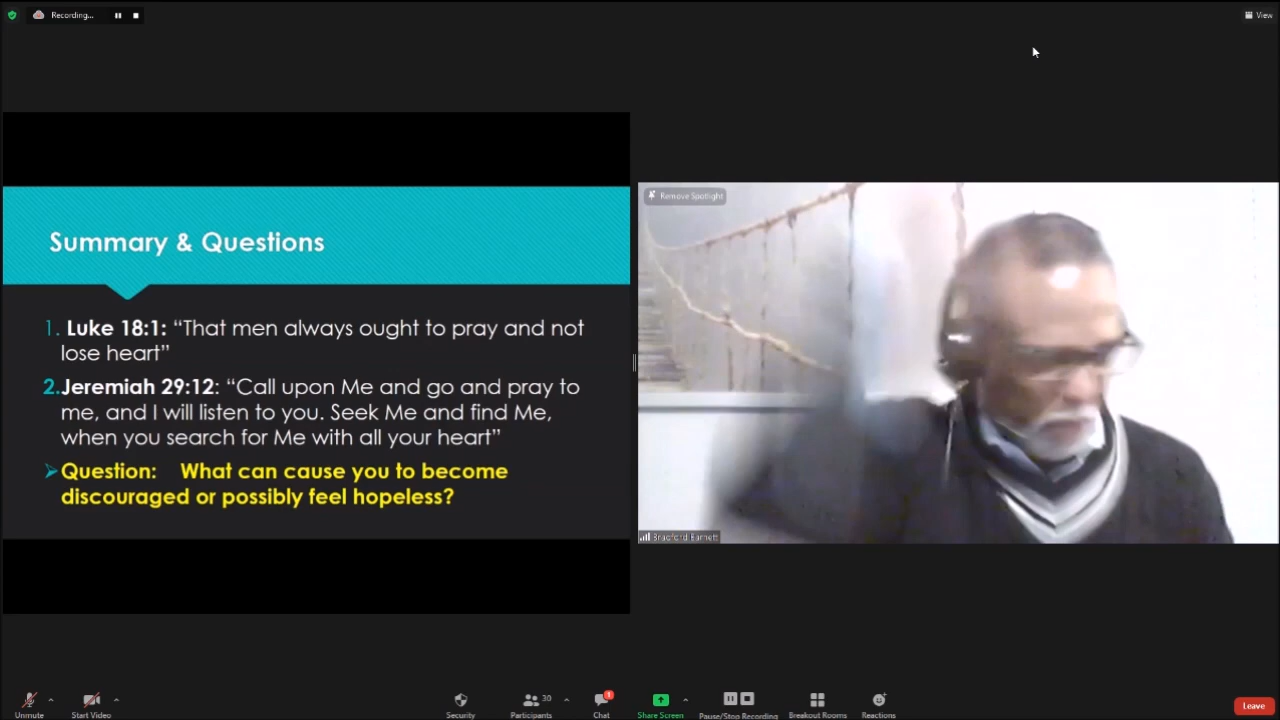 Recording...
View
Summary & Questions
1. Luke 18:1: “That men always ought to pray and not
lose heart”
2. Jeremiah 29:12: “Call upon Me and go and pray to
me, and I will listen to you. Seek Me and find Me,
when you search for Me with all your heart”
Question: What can cause you to become
discouraged or possibly feel hopeless?
Remove Spotlight
Bradford Barnett
Unmute
Start Video
Security
Participants
30
Chat
1
Share Screen
Pause/Stop Recording
Breakout Rooms
Reactions
Leave